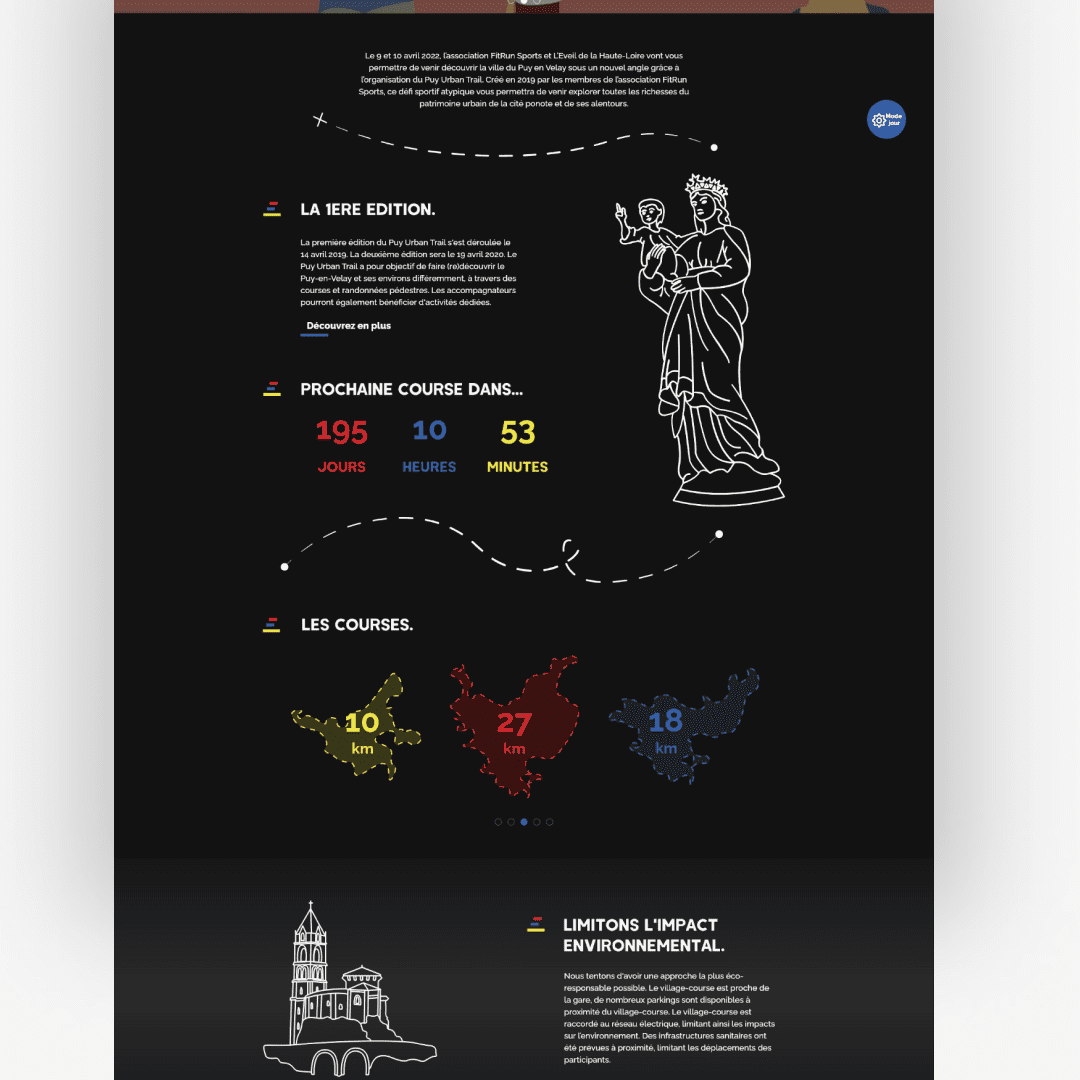 Le 9 et 10 avril 2022, l'association FitRun Sports et L'Eveil de la Haute-Loire vont vous
permettre de venir découvrir la ville du Puy en Velay sous un nouvel angle grâce à
l'organisation du Puy Urban Trail. Créé en 2019 par les membres de l'association FitRun
Sports, ce défi sportif atypique vous permettra de venir explorer toutes les richesses du
patrimoine urbain de la cité ponote et de ses alentours.
Mode
jour
LA 1ERE EDITION.
La première édition du Puy Urban Trail s'est déroulée le
14 avril 2019. La deuxième édition sera le 19 avril 2020. Le
Puy Urban Trail a pour objectif de faire (re)découvrir le
Puy-en-Velay et ses environs différemment, à travers des
courses et randonnées pédestres. Les accompagnateurs
pourront également bénéficier d'activités dédiées.
Découvrez en plus
PROCHAINE COURSE DANS...
195 10 53
JOURS HEURES MINUTES
LES COURSES.
10 27 18
km km km
LIMITONS L'IMPACT
ENVIRONNEMENTAL.
Nous tentons d'avoir une approche la plus éco-
responsable possible. Le village-course est proche de
la gare, de nombreux parkings sont disponibles à
proximité du village-course. Le village-course est
raccordé au réseau électrique, limitant ainsi les impacts
sur l'environnement. Des infrastructures sanitaires ont
été prévues à proximité, limitant les déplacements des
participants.